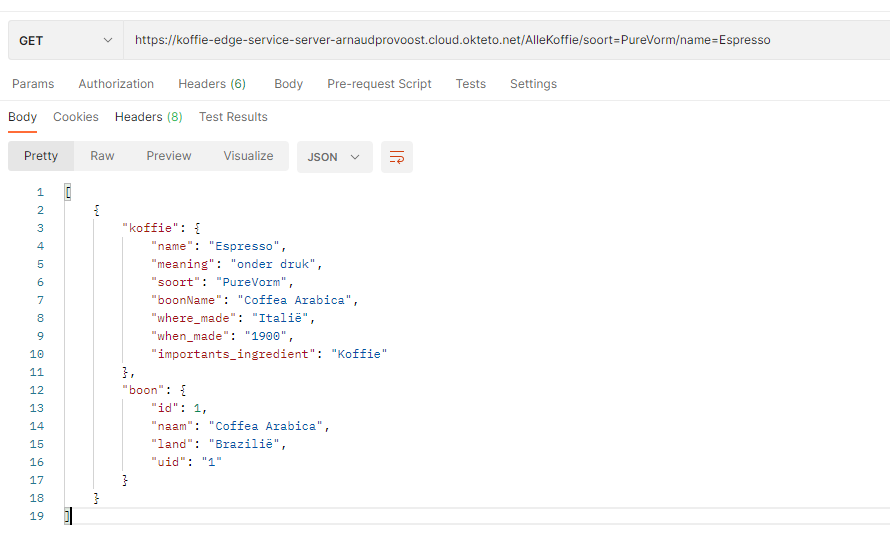 GET https://koffie-edge-service-server-arnaudprovoost.cloud.okteto.net/AlleKoffie/soort=PureVorm/name=Espresso
Params Authorization Headers (6) Body Pre-request Script Tests Settings
Body Cookies Headers (8) Test Results
Pretty Raw Preview Visualize JSON
1 [
2 {
3 "koffie": {
4 "name": "Espresso",
5 "meaning": "onder druk",
6 "soort": "PureVorm",
7 "boonName": "Coffea Arabica",
8 "where_made": "Italië",
9 "when_made": "1900",
10 "importants_ingredient": "Koffie"
11 },
12 "boon": {
13 "id": 1,
14 "naam": "Coffea Arabica",
15 "land": "Brazilië",
16 "uid": "1"
17 }
18 }
19 ]